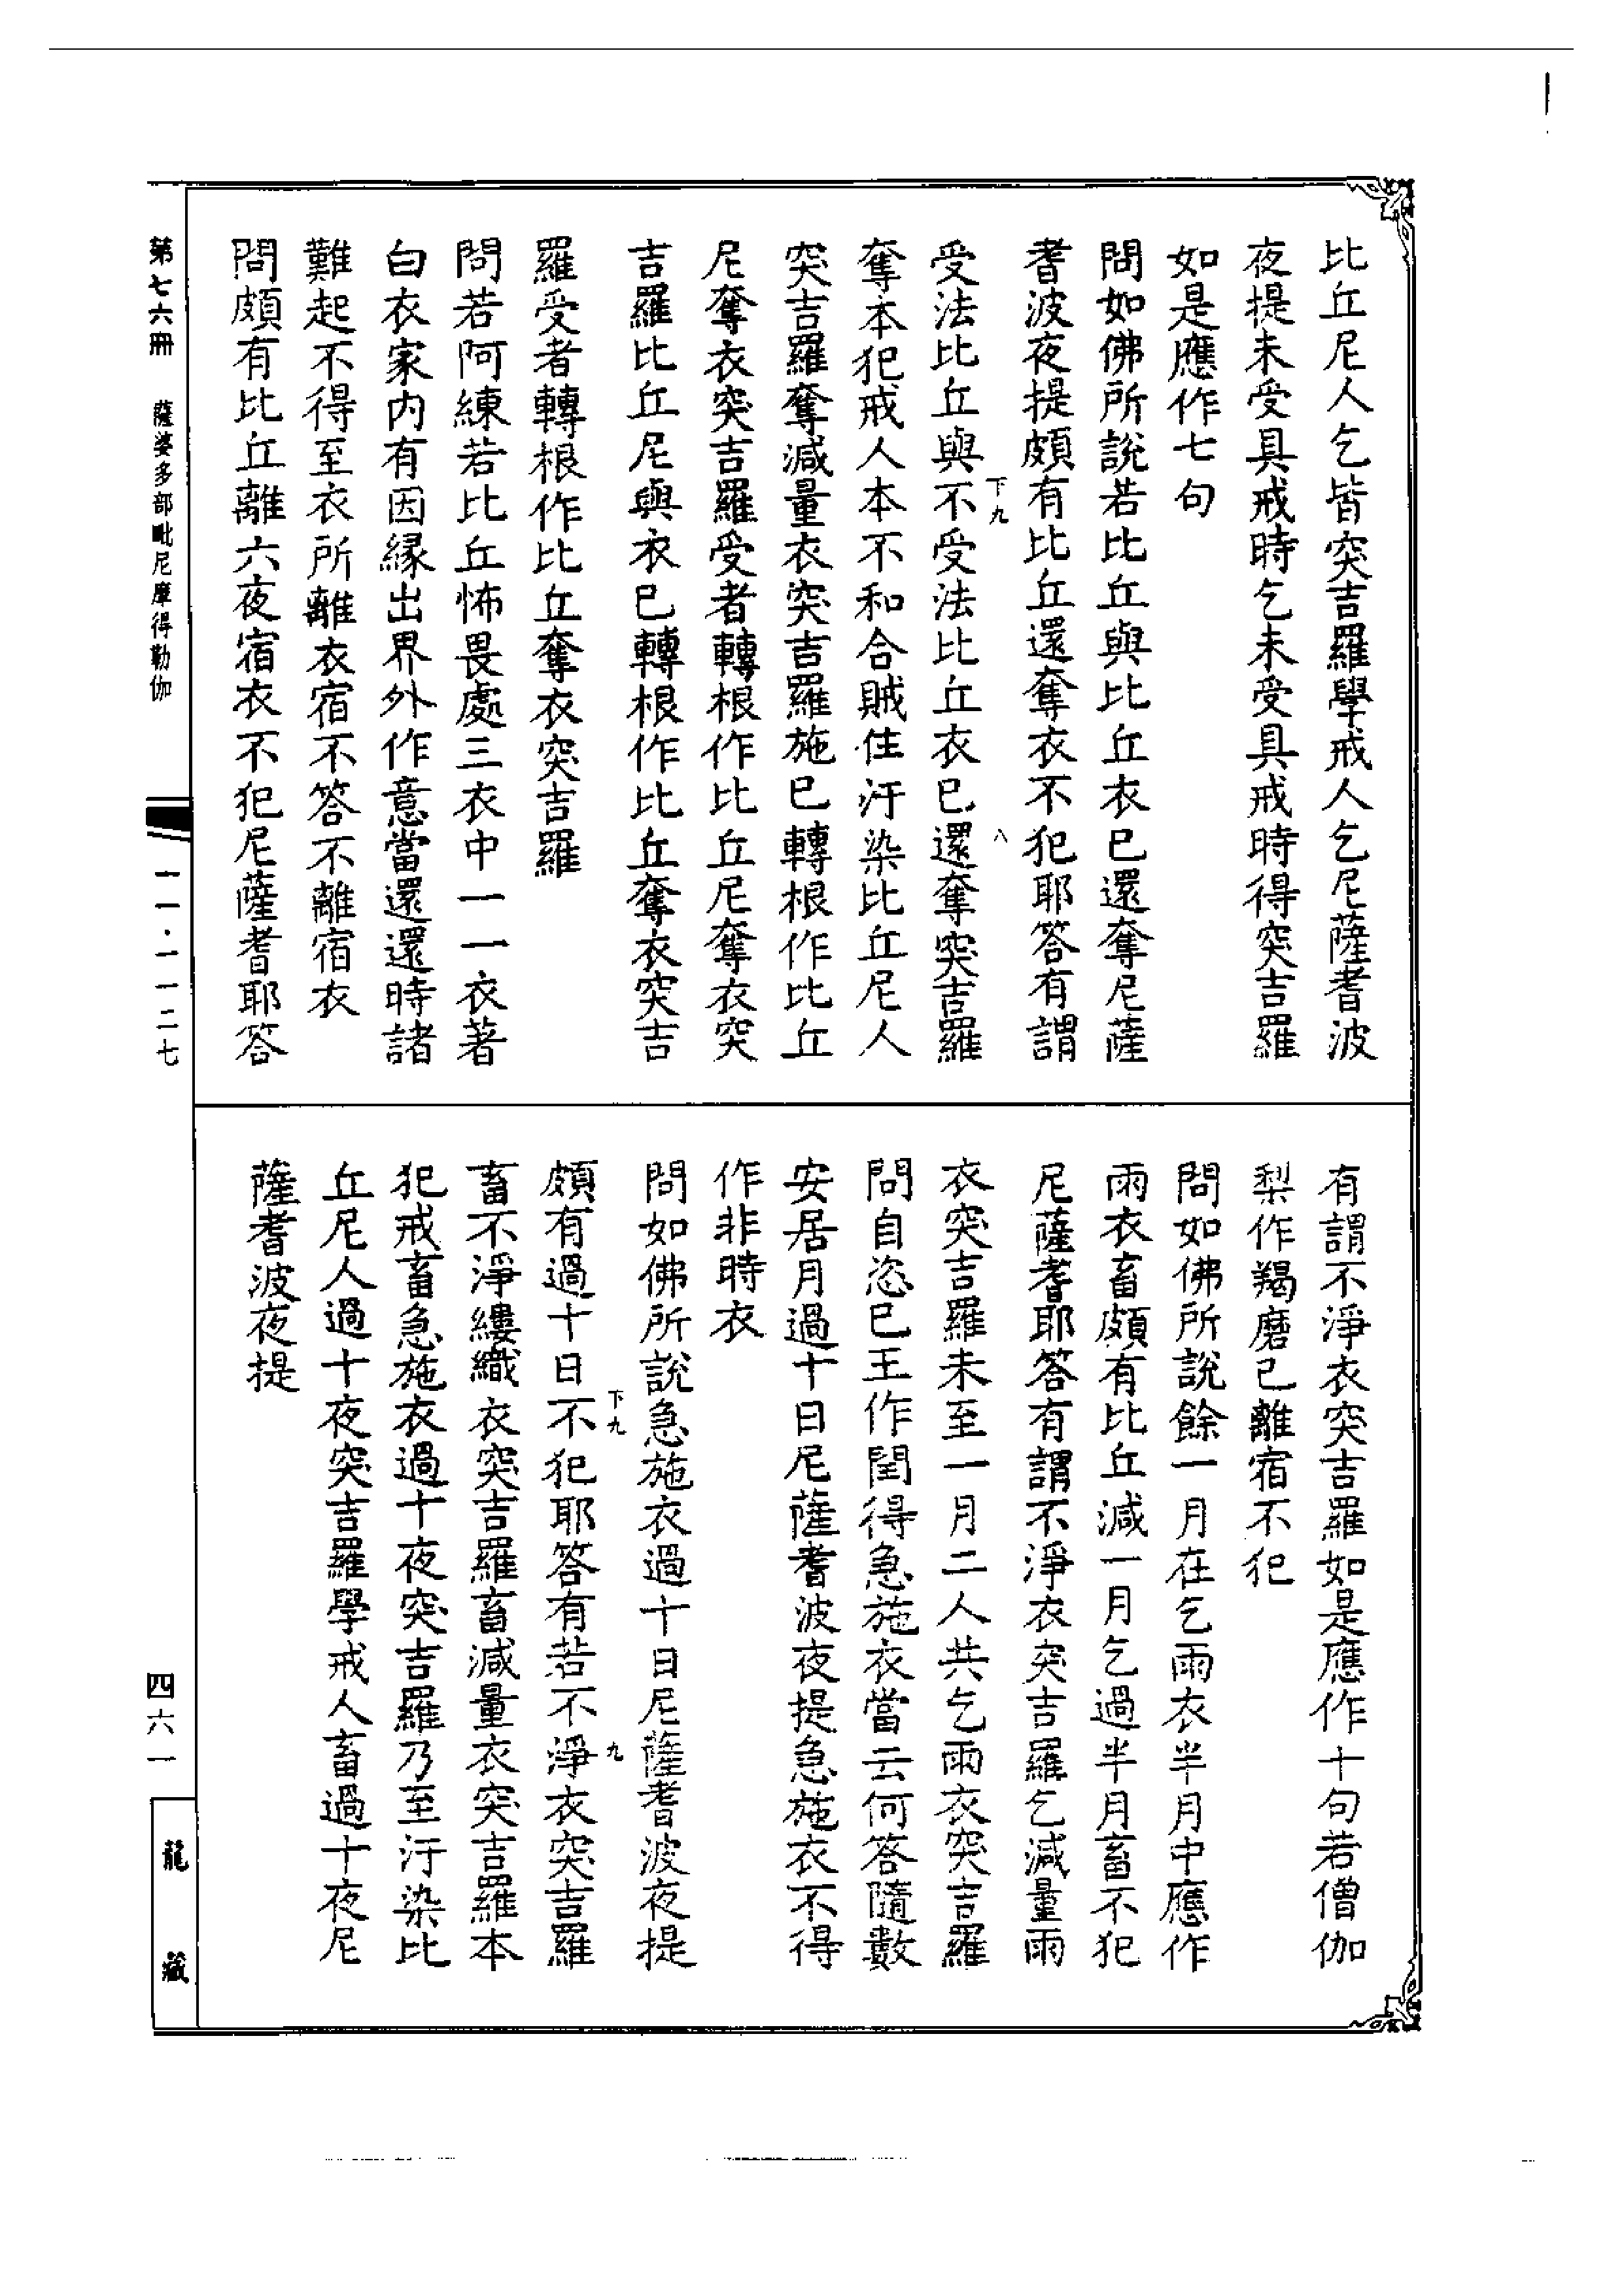 比丘尼人乞皆突吉羅學戒人乞尼薩耆波
夜提未受具戒時乞未受具戒時得突吉羅
如是應作七句
問如佛所說若比丘與比丘衣已還奪尼薩
耆波夜提頗有比丘還奪衣不犯耶答有謂
下九 八
受法比丘與不受法比丘衣已還奪突吉羅
奪本犯戒人本不和合賊住汙染比丘尼人
突吉羅奪減量衣突吉羅施已轉根作比丘
尼奪衣突吉羅受者轉根作比丘尼奪衣突
吉羅比丘尼與衣已轉根作比丘奪衣突吉
羅受者轉根作比丘奪衣突吉羅
問若阿練若比丘怖畏處三衣中一一衣著
白衣家內有因緣出界外作意當還還時諸
難起不得至衣所離衣宿不答不離宿衣
問頗有比丘離六夜宿衣不犯尼薩耆耶答
有謂不淨衣突吉羅如是應作十句若僧伽
梨作羯磨已離宿不犯
問如佛所說餘一月在乞雨衣半月中應作
雨衣畜頗有比丘減一月乞過半月畜不犯
尼薩耆耶答有謂不淨衣突吉羅乞減量雨
衣突吉羅未至一月二人共乞雨衣突吉羅
問自恣已王作閏得急施衣當云何答隨數
安居月過十日尼薩耆波夜提急施衣不得
作非時衣
問如佛所說急施衣過十日尼薩耆波夜提
下九 九
頗有過十日不犯耶答有若不淨衣突吉羅
畜不淨縷織衣突吉羅畜減量衣突吉羅本
犯戒畜急施衣過十夜突吉羅乃至汙染比
丘尼人過十夜突吉羅學戒人畜過十夜尼
薩耆波夜提
第七六冊 薩婆多部毗尼摩得勒伽
一一·一一二七
四六一
龍藏